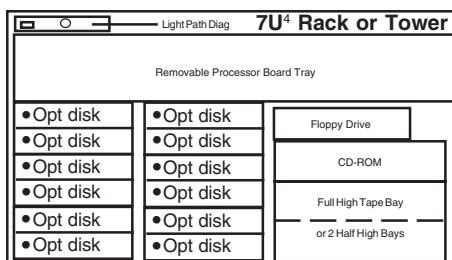 Light Path Diag
7U4 Rack or Tower
Removable Processor Board Tray
•Opt disk
•Opt disk
•Opt disk
•Opt disk
•Opt disk
•Opt disk
•Opt disk
•Opt disk
•Opt disk
•Opt disk
•Opt disk
•Opt disk
Floppy Drive
CD-ROM
Full High Tape Bay
or 2 Half High Bays